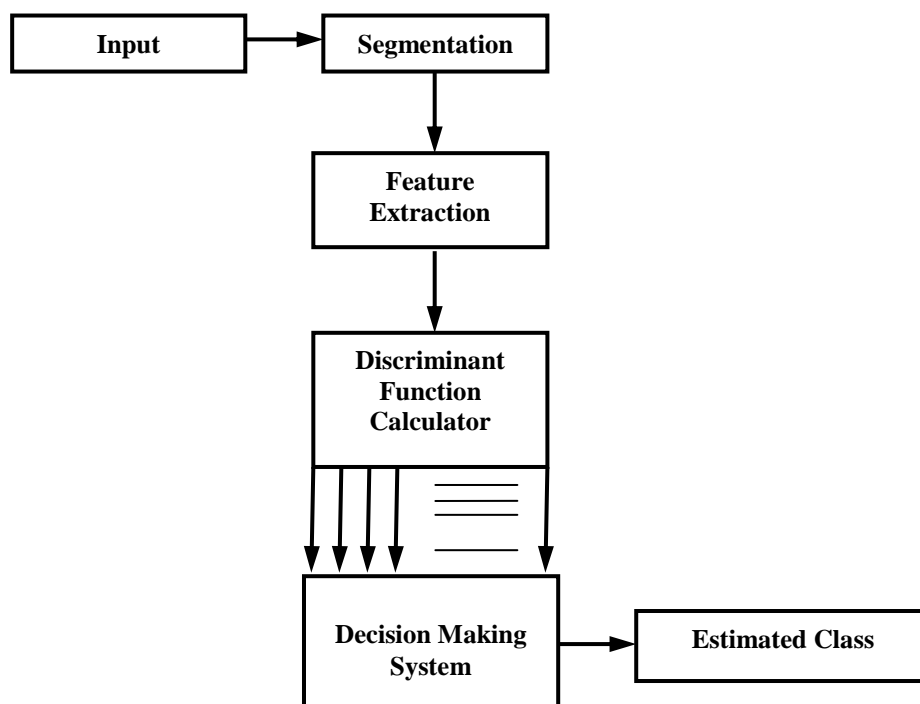 Input
Segmentation
Feature
Extraction
Discriminant
Function
Calculator
Decision Making
System
Estimated Class